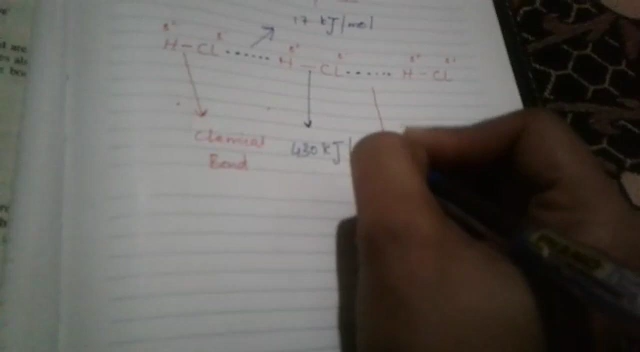 17 kJ/mol
H - CL ...... H - CL ...... H - CL
Chemical
Bond
430 kJ/